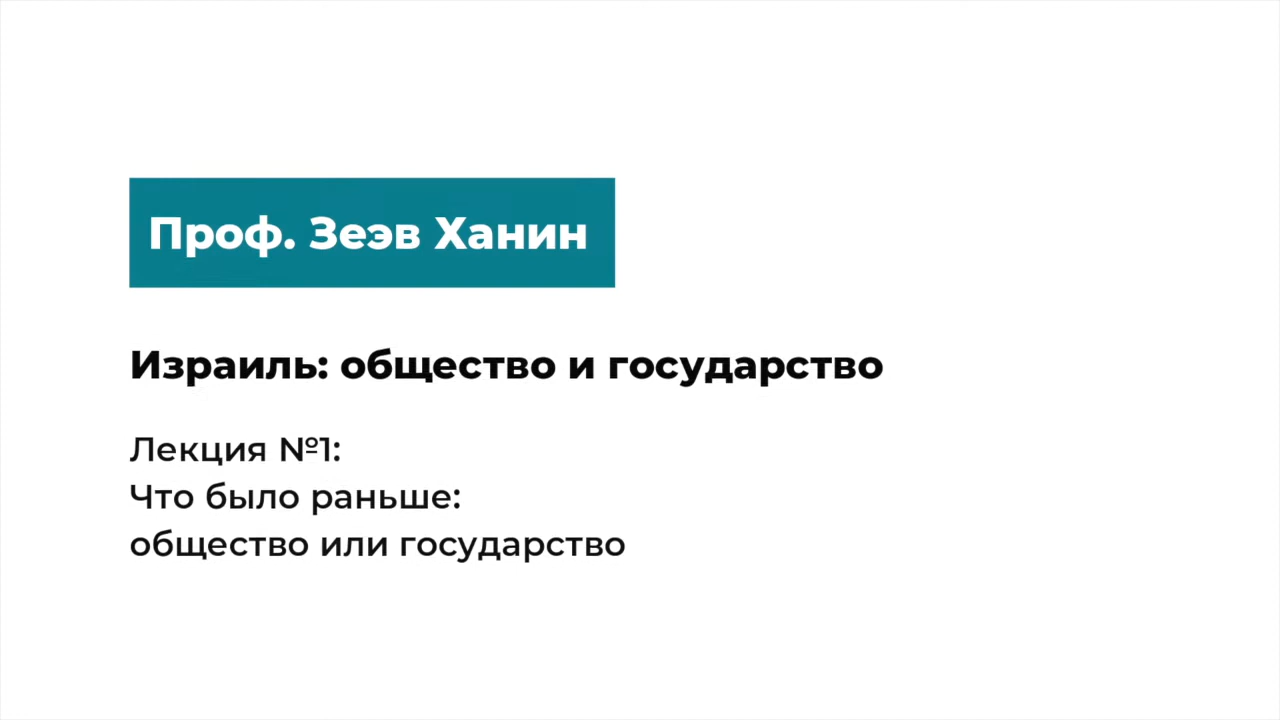 Проф. Зеэв Ханин
Израиль: общество и государство
Лекция №1:
Что было раньше:
общество или государство